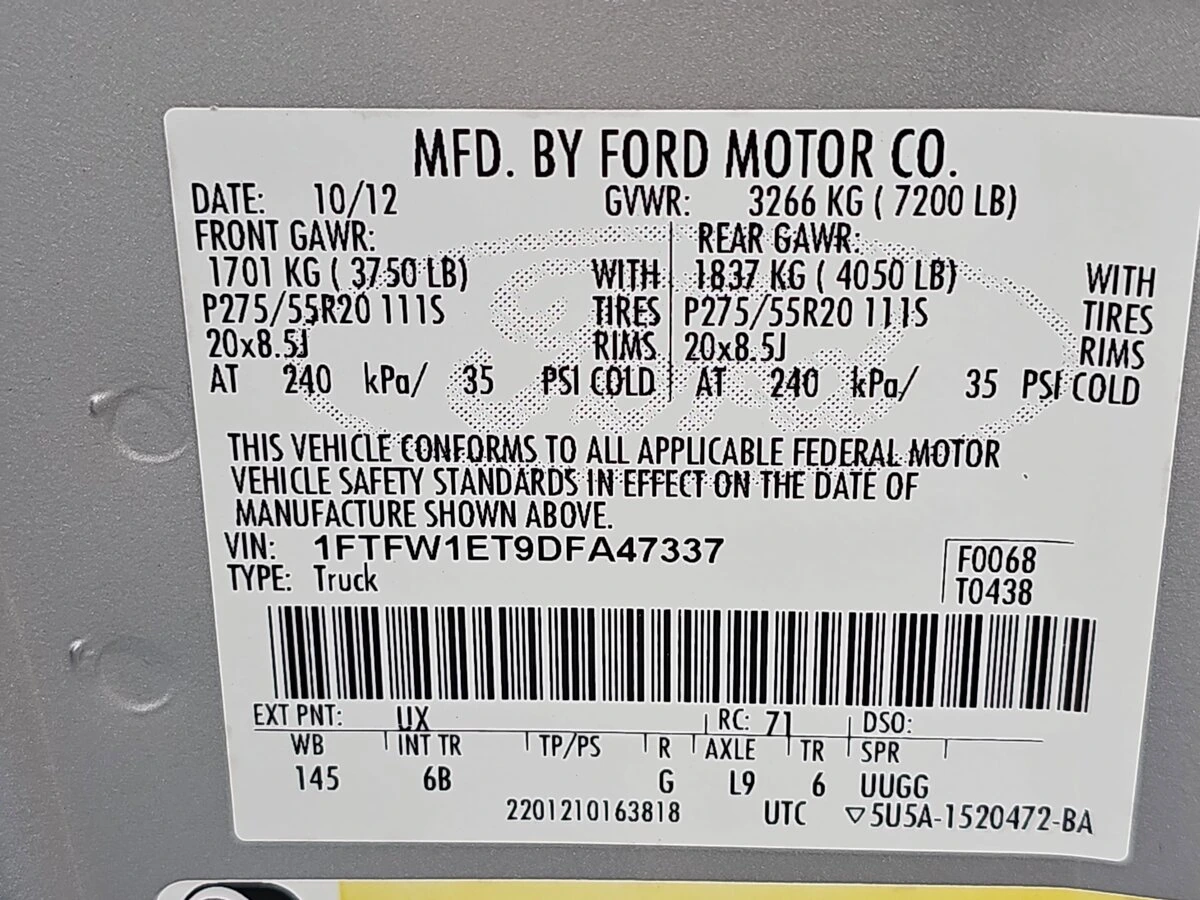 MFD. BY FORD MOTOR CO.
DATE: 10/12 GVWR: 3266 KG ( 7200 LB)
FRONT GAWR: REAR GAWR:
1701 KG ( 3750 LB) WITH 1837 KG ( 4050 LB) WITH
P275/55R20 111S TIRES P275/55R20 111S TIRES
20x8.5J RIMS 20x8.5J RIMS
AT 240 kPa/ 35 PSI COLD AT 240 kPa/ 35 PSI COLD
Ford
THIS VEHICLE CONFORMS TO ALL APPLICABLE FEDERAL MOTOR
VEHICLE SAFETY STANDARDS IN EFFECT ON THE DATE OF
MANUFACTURE SHOWN ABOVE.
VIN: 1FTFW1ET9DFA47337 F0068
TYPE: Truck T0438
EXT PNT: UX RC: 71 DSO:
WB INT TR TP/PS R AXLE TR SPR
145 6B G L9 6 UUGG
2201210163818 UTC ▽5U5A-1520472-BA